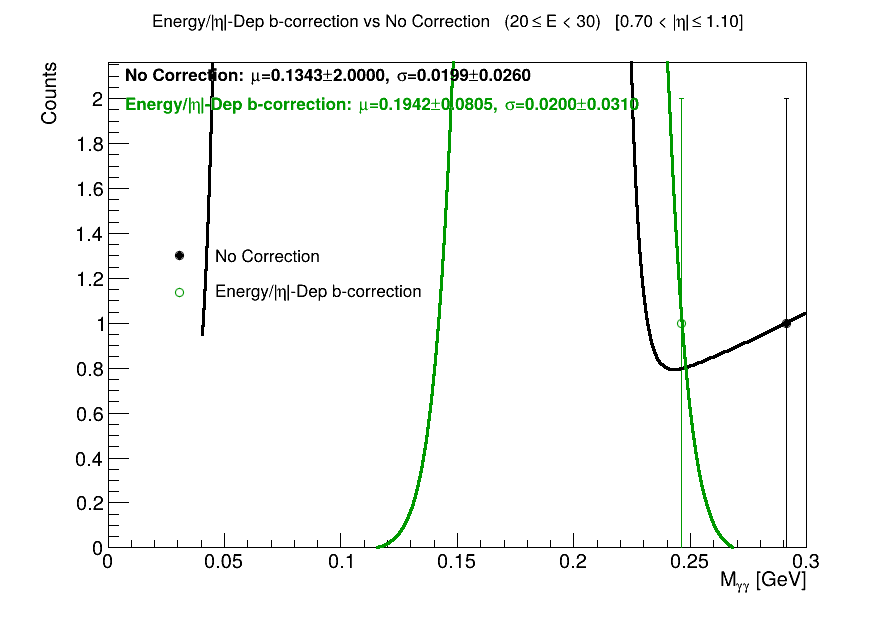 Energy/|η|-Dep b-correction vs No Correction (20 ≤ E < 30) [0.70 < |η| ≤ 1.10]
Counts
No Correction: μ=0.1343±2.0000, σ=0.0199±0.0260
Energy/|η|-Dep b-correction: μ=0.1942±0.0805, σ=0.0200±0.0310
2
1.8
1.6
1.4
1.2
1
0.8
0.6
0.4
0.2
0
No Correction
Energy/|η|-Dep b-correction
0 0.05 0.1 0.15 0.2 0.25 0.3
Mγγ [GeV]